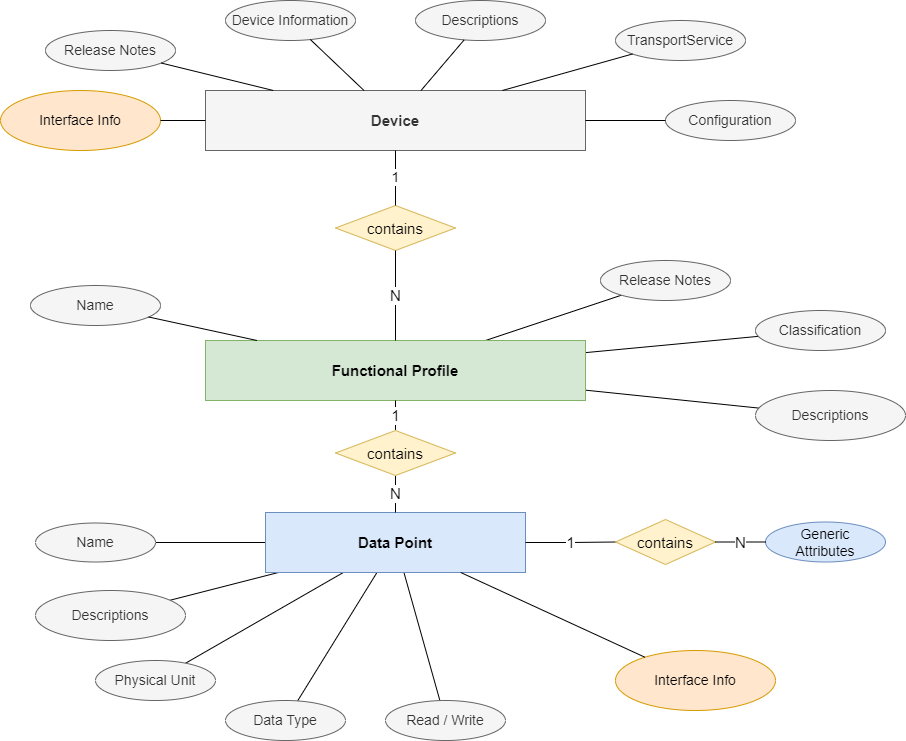 Device Information
Descriptions
TransportService
Release Notes
Interface Info
Device
Configuration
1
contains
N
Release Notes
Name
Classification
Functional Profile
Descriptions
1
contains
N
Name
Data Point
1
contains
N
Generic
Attributes
Descriptions
Physical Unit
Interface Info
Data Type
Read / Write